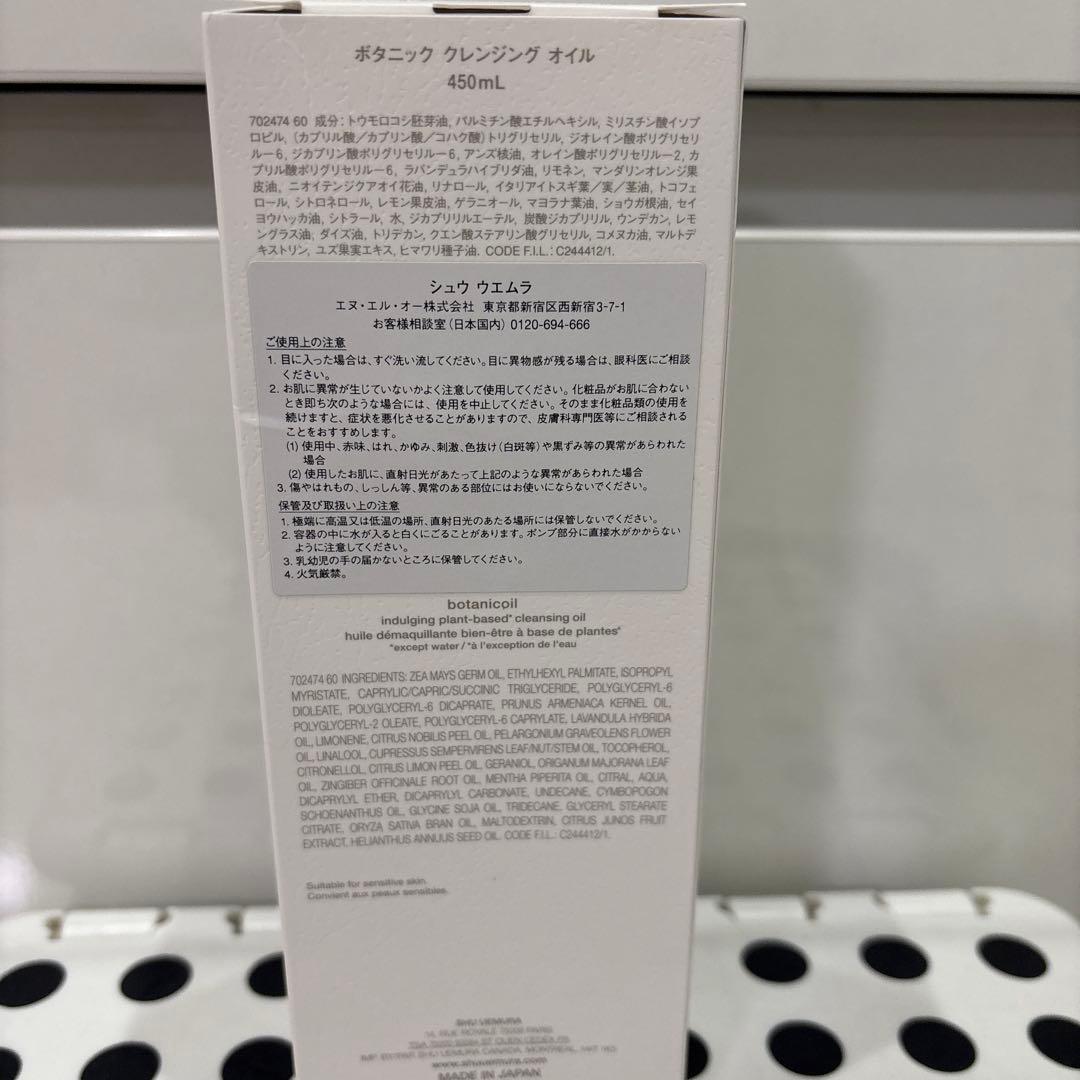 ボタニック クレンジング オイル
450mL
702474 60 成分：トウモロコシ胚芽油, パルミチン酸エチルヘキシル, ミリスチン酸イソプ
ロピル, (カプリル酸／カプリン酸／コハク酸)トリグリセリル, ジオレイン酸ポリグリセリ
ルー6, ジカプリン酸ポリグリセリルー6, アンズ核油, オレイン酸ポリグリセリルー2, カ
プリル酸ポリグリセリルー6, ラバンデュラハイブリダ油, リモネン, マンダリンオレンジ果
皮油, ニオイテンジクアオイ花油, リナロール, イタリアイトスギ葉／実／茎油, トコフェ
ロール, シトロネロール, レモン果皮油, ゲラニオール, マヨラナ葉油, ショウガ根油, セイ
ヨウハッカ油, シトラール, 水, ジカプリリルエーテル, 炭酸ジカプリリル, ウンデカン, レモ
ングラス油, ダイズ油, トリデカン, クエン酸ステアリン酸グリセリル, コメヌカ油, マルトデ
キストリン, ユズ果実エキス, ヒマワリ種子油. CODE F.I.L.: C244412/1.
シュウ ウエムラ
エヌ・エル・オー株式会社 東京都新宿区西新宿3-7-1
お客様相談室（日本国内）0120-694-666
ご使用上の注意
1. 目に入った場合は、すぐ洗い流してください。目に異物感が残る場合は、眼科医にご相談
ください。
2. お肌に異常が生じていないかよく注意して使用してください。化粧品がお肌に合わない
とき即ち次のような場合には、使用を中止してください。そのまま化粧品類の使用を
続けますと、症状を悪化させることがありますので、皮膚科専門医等にご相談される
ことをおすすめします。
(1) 使用中、赤味、はれ、かゆみ、刺激、色抜け（白斑等）や黒ずみ等の異常があらわれた
場合
(2) 使用したお肌に、直射日光があたって上記のような異常があらわれた場合
3. 傷やはれもの、しっしん等、異常のある部位にはお使いにならないでください。
保管及び取扱い上の注意
1. 極端に高温又は低温の場所、直射日光のあたる場所には保管しないでください。
2. 容器の中に水が入ると白くにごることがあります。ポンプ部分に直接水がかからない
ように注意してください。
3. 乳幼児の手の届かないところに保管してください。
4. 火気厳禁。
botanicoil
indulging plant-based* cleansing oil
huile démaquillante bien-être à base de plantes*
*except water / *à l'exception de l'eau
702474 60 INGREDIENTS: ZEA MAYS GERM OIL, ETHYLHEXYL PALMITATE, ISOPROPYL
MYRISTATE, CAPRYLIC/CAPRIC/SUCCINIC TRIGLYCERIDE, POLYGLYCERYL-6
DIOLEATE, POLYGLYCERYL-6 DICAPRATE, PRUNUS ARMENIACA KERNEL OIL,
POLYGLYCERYL-2 OLEATE, POLYGLYCERYL-6 CAPRYLATE, LAVANDULA HYBRIDA
OIL, LIMONENE, CITRUS NOBILIS PEEL OIL, PELARGONIUM GRAVEOLENS FLOWER
OIL, LINALOOL, CUPRESSUS SEMPERVIRENS LEAF/NUT/STEM OIL, TOCOPHEROL,
CITRONELLOL, CITRUS LIMON PEEL OIL, GERANIOL, ORIGANUM MAJORANA LEAF
OIL, ZINGIBER OFFICINALE ROOT OIL, MENTHA PIPERITA OIL, CITRAL, AQUA,
DICAPRYLYL ETHER, DICAPRYLYL CARBONATE, UNDECANE, CYMBOPOGON
SCHOENANTHUS OIL, GLYCINE SOJA OIL, TRIDECANE, GLYCERYL STEARATE
CITRATE, ORYZA SATIVA BRAN OIL, MALTODEXTRIN, CITRUS JUNOS FRUIT
EXTRACT, HELIANTHUS ANNUUS SEED OIL. CODE F.I.L.: C244412/1.
Suitable for sensitive skin.
Convient aux peaux sensibles.
SHU UEMURA
14, RUE ROYALE 75008 PARIS
SHU UEMURA CANADA, MONTREAL,
www.shuuemura.com
MADE IN JAPAN